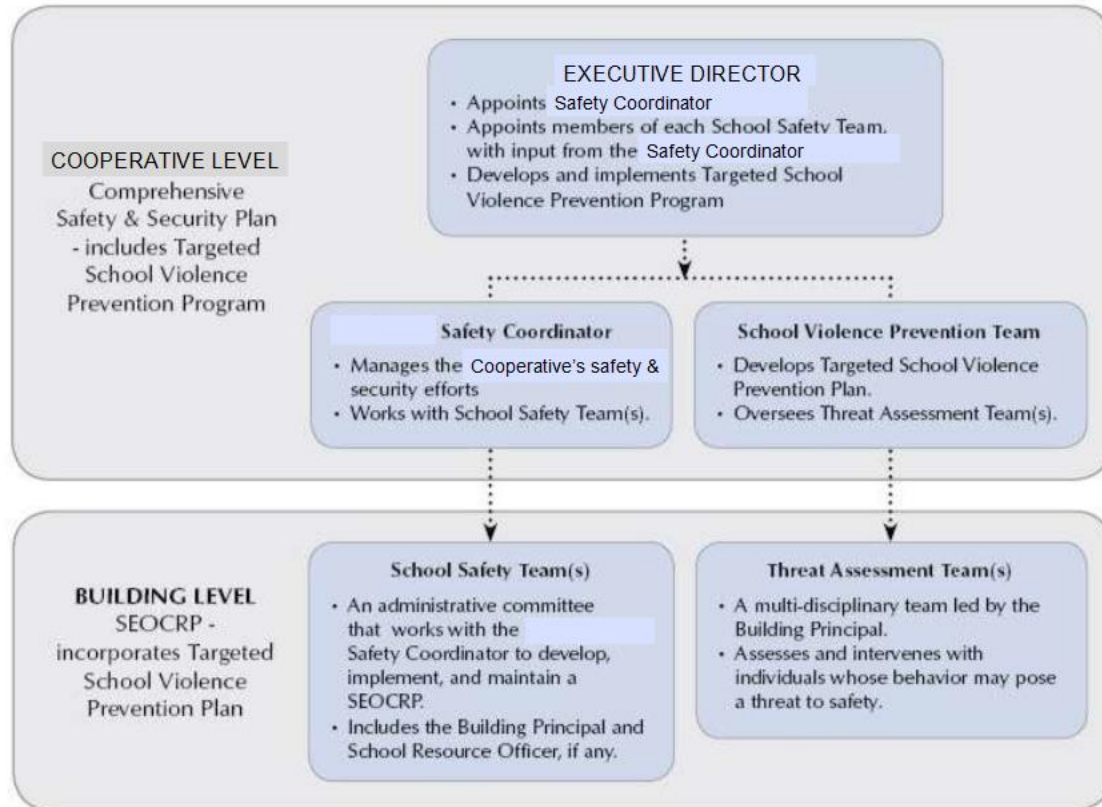 EXECUTIVE DIRECTOR
• Appoints Safety Coordinator
• Appoints members of each School Safety Team,
with input from the Safety Coordinator
• Develops and implements Targeted School
Violence Prevention Program
COOPERATIVE LEVEL
Comprehensive
Safety & Security Plan
- includes Targeted
School Violence
Prevention Program
Safety Coordinator
• Manages the Cooperative's safety &
security efforts
• Works with School Safety Team(s).
School Violence Prevention Team
• Develops Targeted School Violence
Prevention Plan.
• Oversees Threat Assessment Team(s).
BUILDING LEVEL
SEOCRP -
incorporates Targeted
School Violence
Prevention Plan
School Safety Team(s)
• An administrative committee
that works with the
Safety Coordinator to develop,
implement, and maintain a
SEOCRP.
• Includes the Building Principal and
School Resource Officer, if any.
Threat Assessment Team(s)
• A multi-disciplinary team led by the
Building Principal.
• Assesses and intervenes with
individuals whose behavior may pose
a threat to safety.